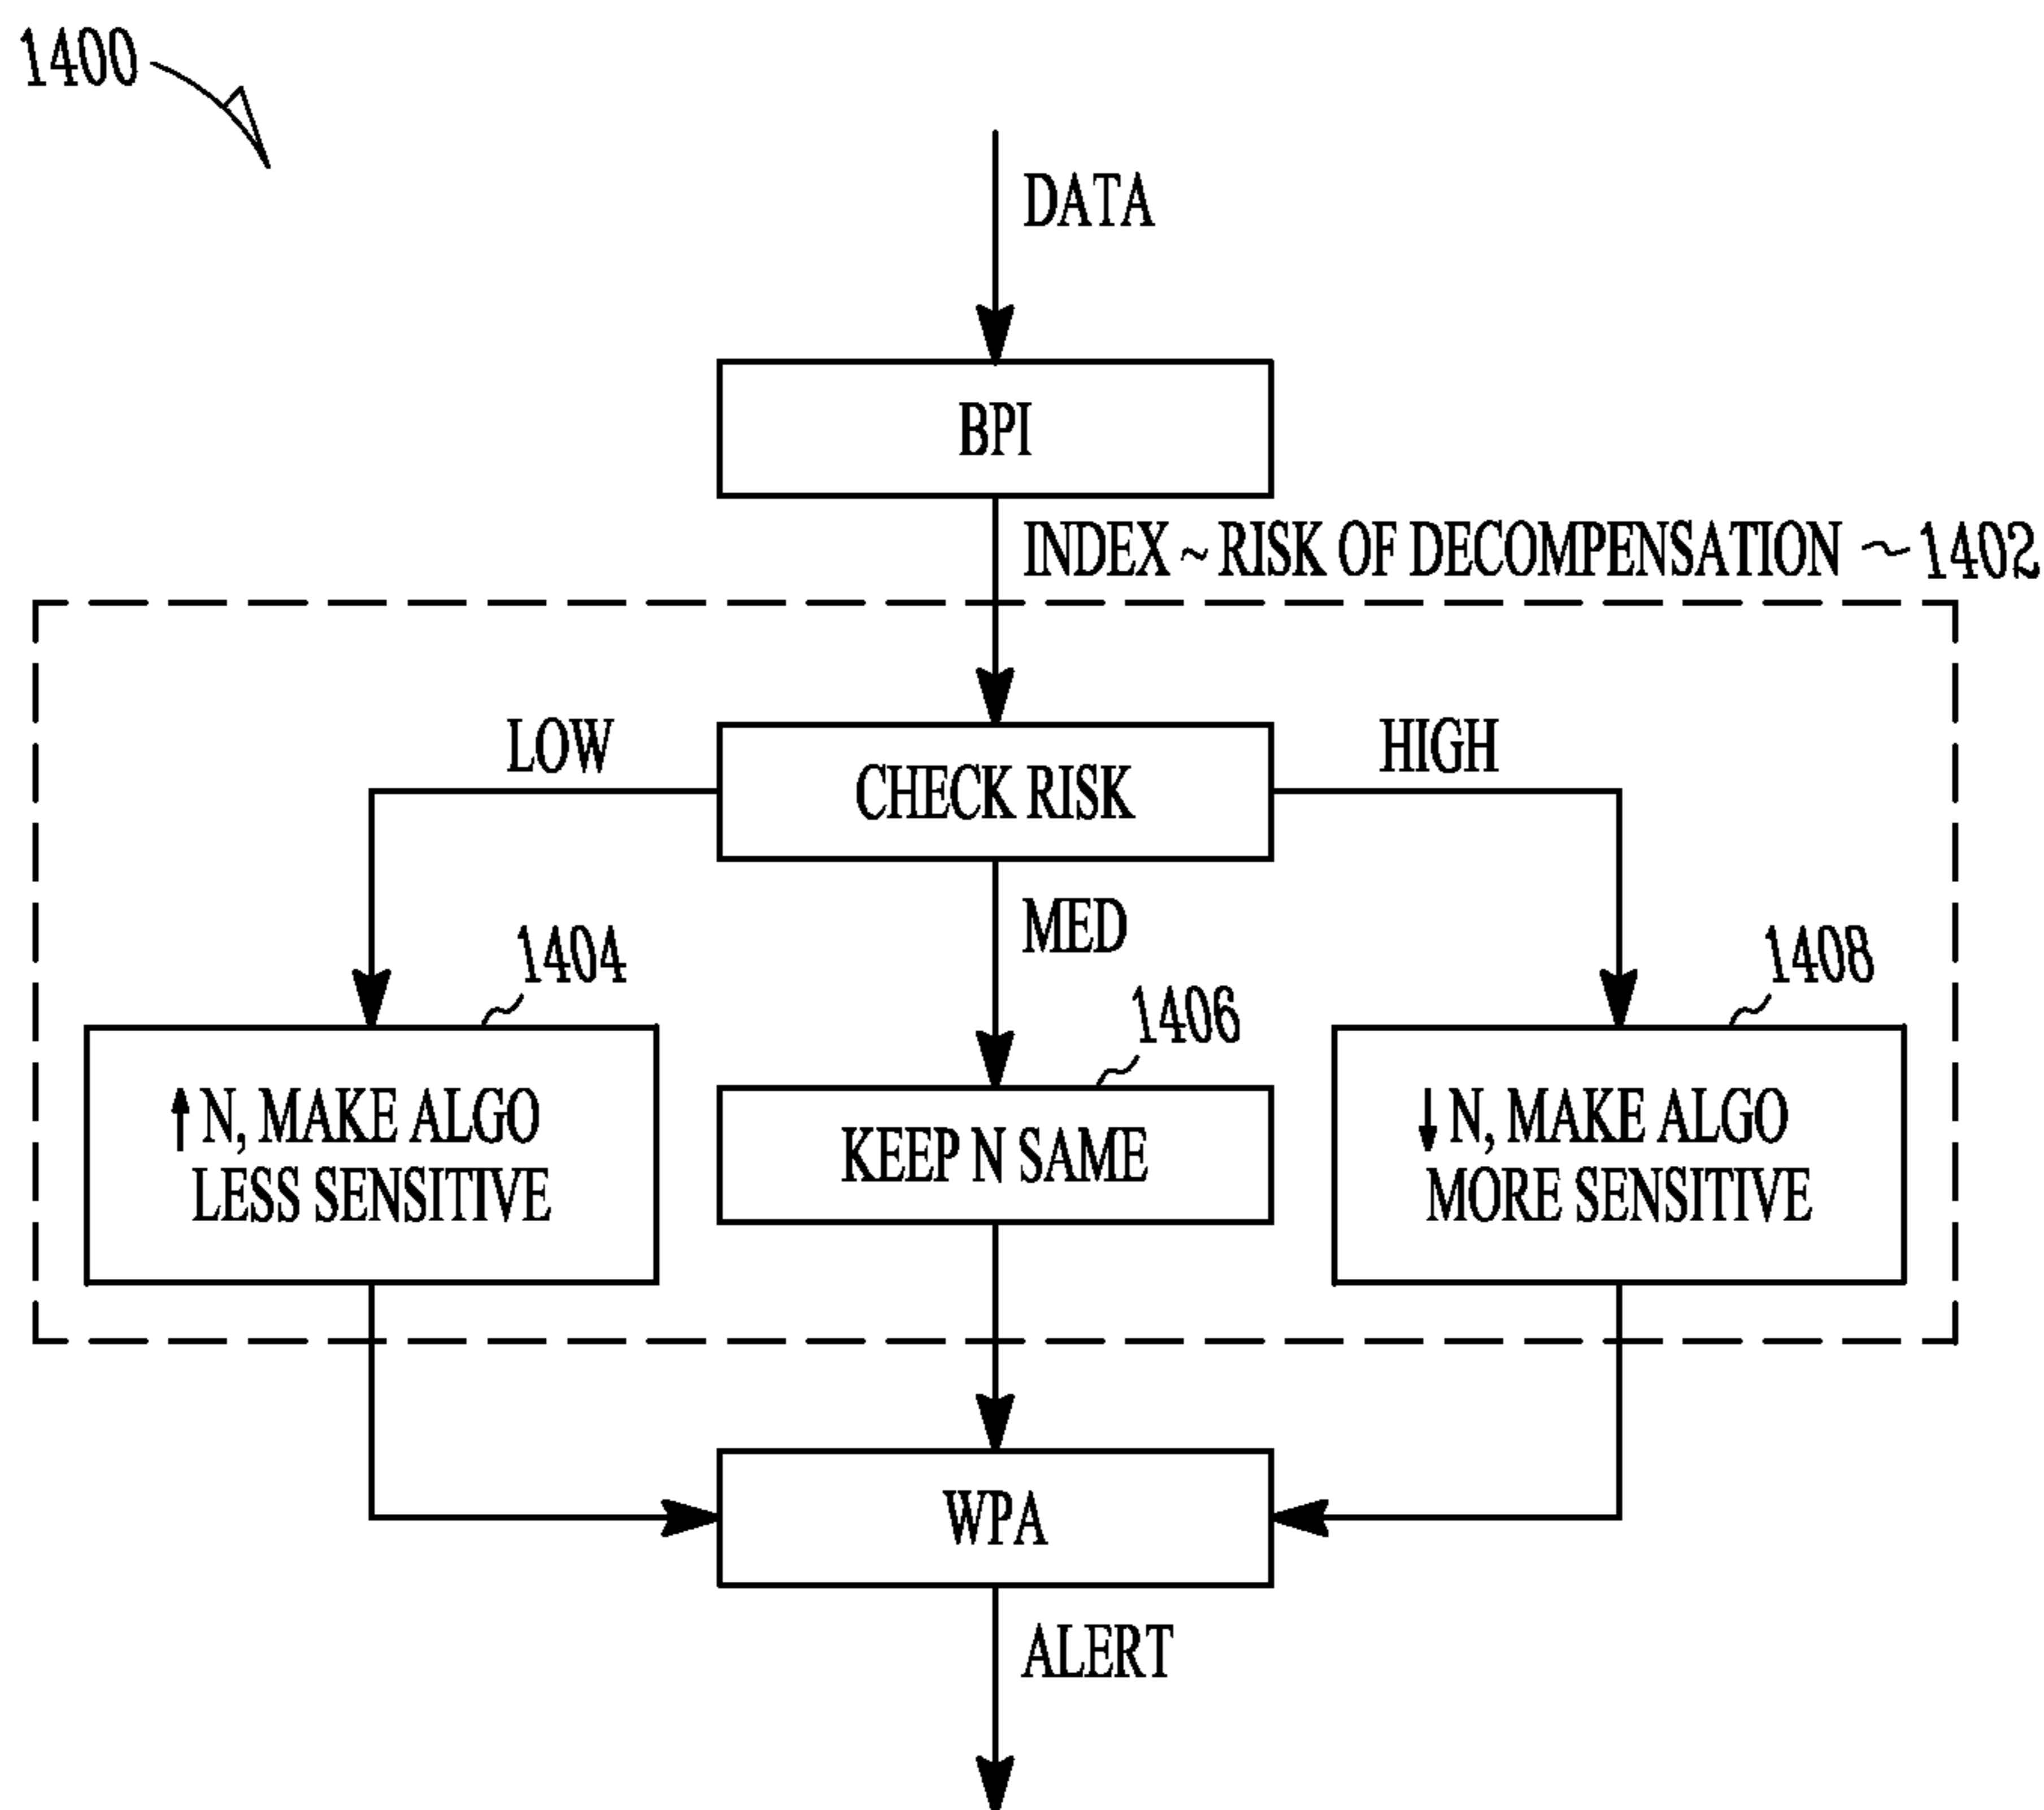 1400
DATA
BPI
INDEX ~ RISK OF DECOMPENSATION ~ 1402
LOW
HIGH
CHECK RISK
MED
1404
1408
1406
↑ N, MAKE ALGO
LESS SENSITIVE
KEEP N SAME
↓ N, MAKE ALGO
MORE SENSITIVE
WPA
ALERT